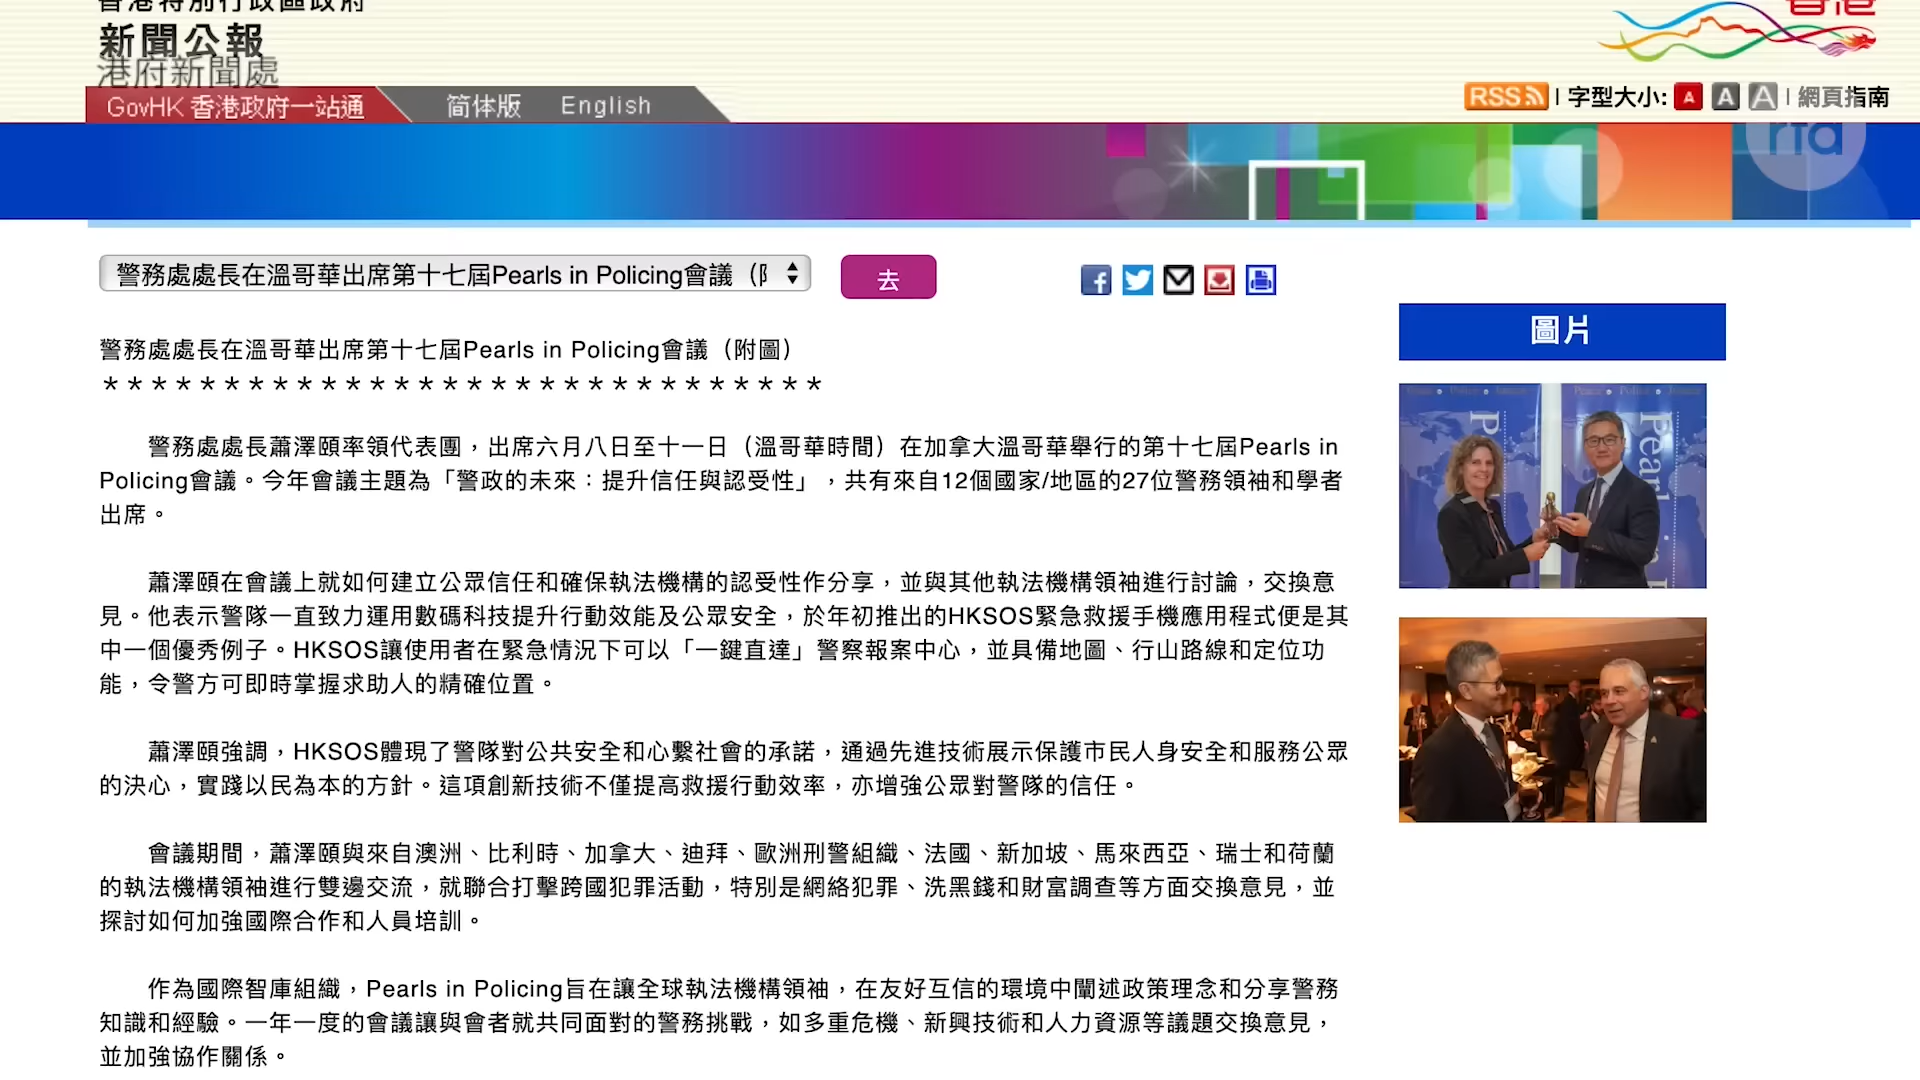 香港特別行政區政府
新聞公報
港府新聞處
香港
GovHK 香港政府一站通
简体版
English
RSS
字型大小:
A
A
A
網頁指南
rfa
警務處處長在溫哥華出席第十七屆Pearls in Policing會議（
去
警務處處長在溫哥華出席第十七屆Pearls in Policing會議（附圖）
******************************
警務處處長蕭澤頤率領代表團，出席六月八日至十一日（溫哥華時間）在加拿大溫哥華舉行的第十七屆Pearls in
Policing會議。今年會議主題為「警政的未來：提升信任與認受性」，共有來自12個國家/地區的27位警務領袖和學者
出席。
蕭澤頤在會議上就如何建立公眾信任和確保執法機構的認受性作分享，並與其他執法機構領袖進行討論，交換意
見。他表示警隊一直致力運用數碼科技提升行動效能及公眾安全，於年初推出的HKSOS緊急救援手機應用程式便是其
中一個優秀例子。HKSOS讓使用者在緊急情況下可以「一鍵直達」警察報案中心，並具備地圖、行山路線和定位功
能，令警方可即時掌握求助人的精確位置。
蕭澤頤強調，HKSOS體現了警隊對公共安全和心繫社會的承諾，通過先進技術展示保護市民人身安全和服務公眾
的決心，實踐以民為本的方針。這項創新技術不僅提高救援行動效率，亦增強公眾對警隊的信任。
會議期間，蕭澤頤與來自澳洲、比利時、加拿大、迪拜、歐洲刑警組織、法國、新加坡、馬來西亞、瑞士和荷蘭
的執法機構領袖進行雙邊交流，就聯合打擊跨國犯罪活動，特別是網絡犯罪、洗黑錢和財富調查等方面交換意見，並
探討如何加強國際合作和人員培訓。
作為國際智庫組織，Pearls in Policing旨在讓全球執法機構領袖，在友好互信的環境中闡述政策理念和分享警務
知識和經驗。一年一度的會議讓與會者就共同面對的警務挑戰，如多重危機、新興技術和人力資源等議題交換意見，
並加強協作關係。
圖片